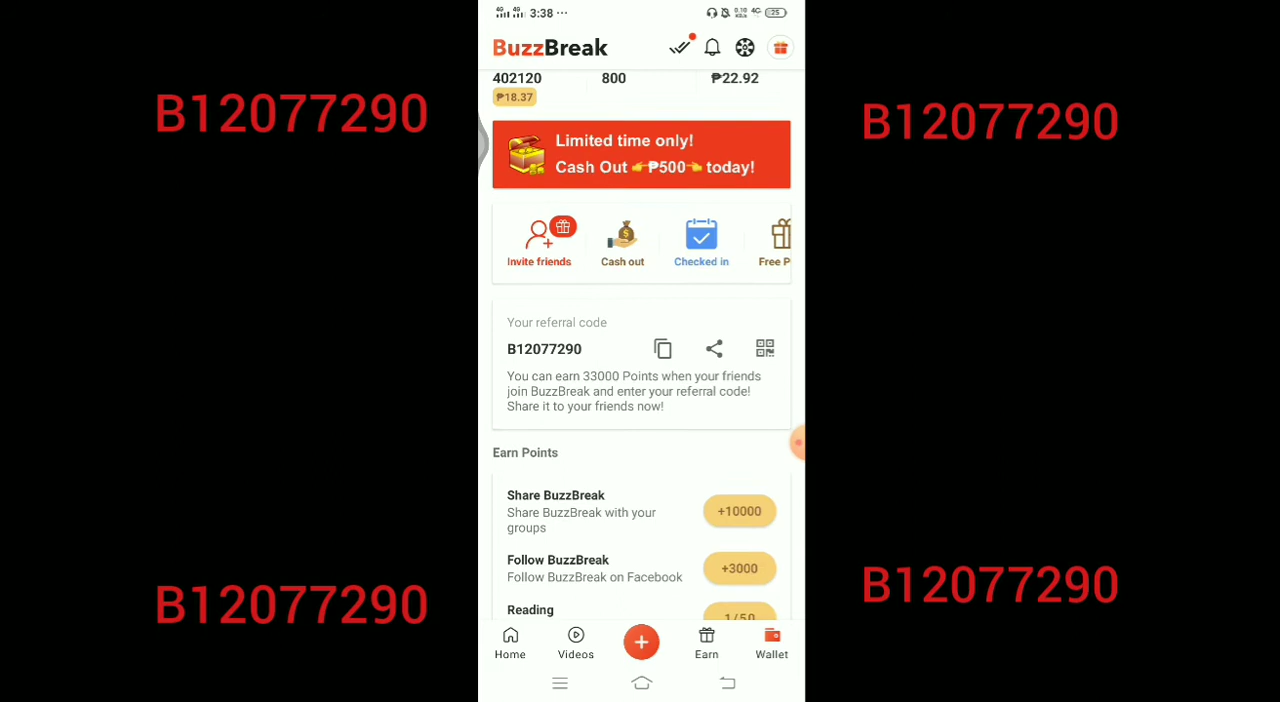 3:38 ···
25
BuzzBreak
402120
800
₱22.92
₱18.37
B12077290
B12077290
Limited time only!
Cash Out 👉₱500👈 today!
Invite friends
Cash out
Checked in
Free P
Your referral code
B12077290
You can earn 33000 Points when your friends
join BuzzBreak and enter your referral code!
Share it to your friends now!
Earn Points
Share BuzzBreak
Share BuzzBreak with your
groups
+10000
Follow BuzzBreak
Follow BuzzBreak on Facebook
+3000
Reading
1/50
B12077290
B12077290
Home
Videos
Earn
Wallet